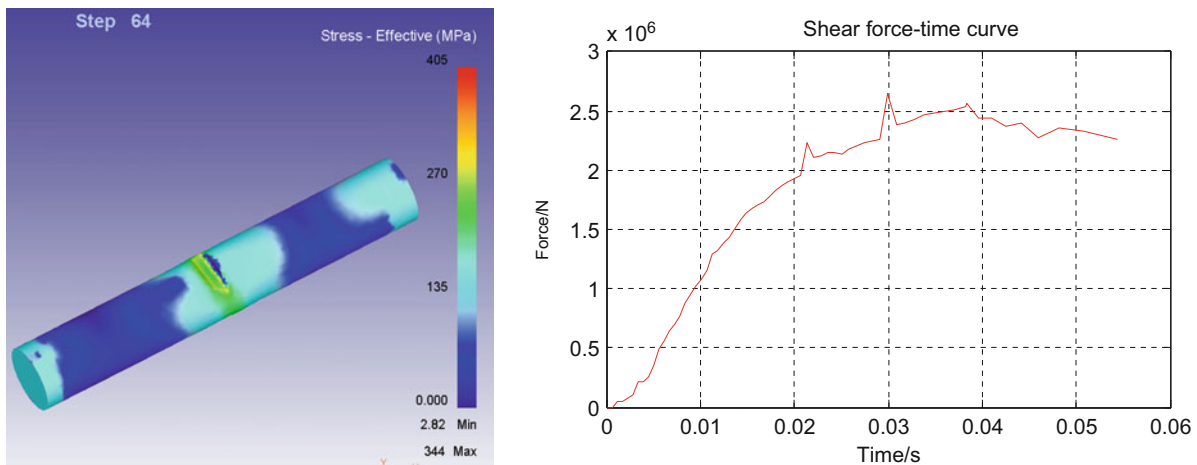 Step 64
Stress - Effective (MPa)
405
270
135
0.000
2.82 Min
344 Max
X
Shear force-time curve
x 10⁶
3
2.5
2
1.5
1
0.5
0
Force/N
0 0.01 0.02 0.03 0.04 0.05 0.06
Time/s